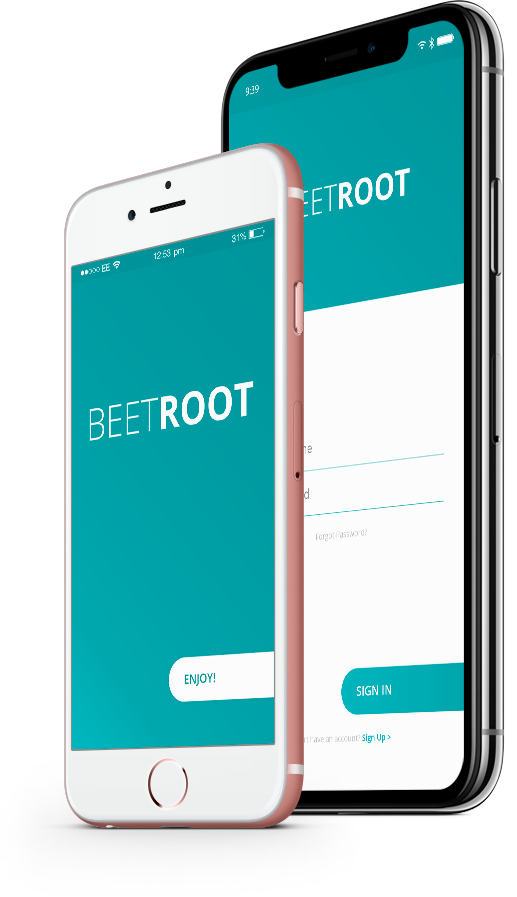 ●●○○○ EE
12:53 pm
31%
BEETROOT
ENJOY!
9:39
EETROOT
me
d
Forgot Password?
SIGN IN
have an account? Sign Up >